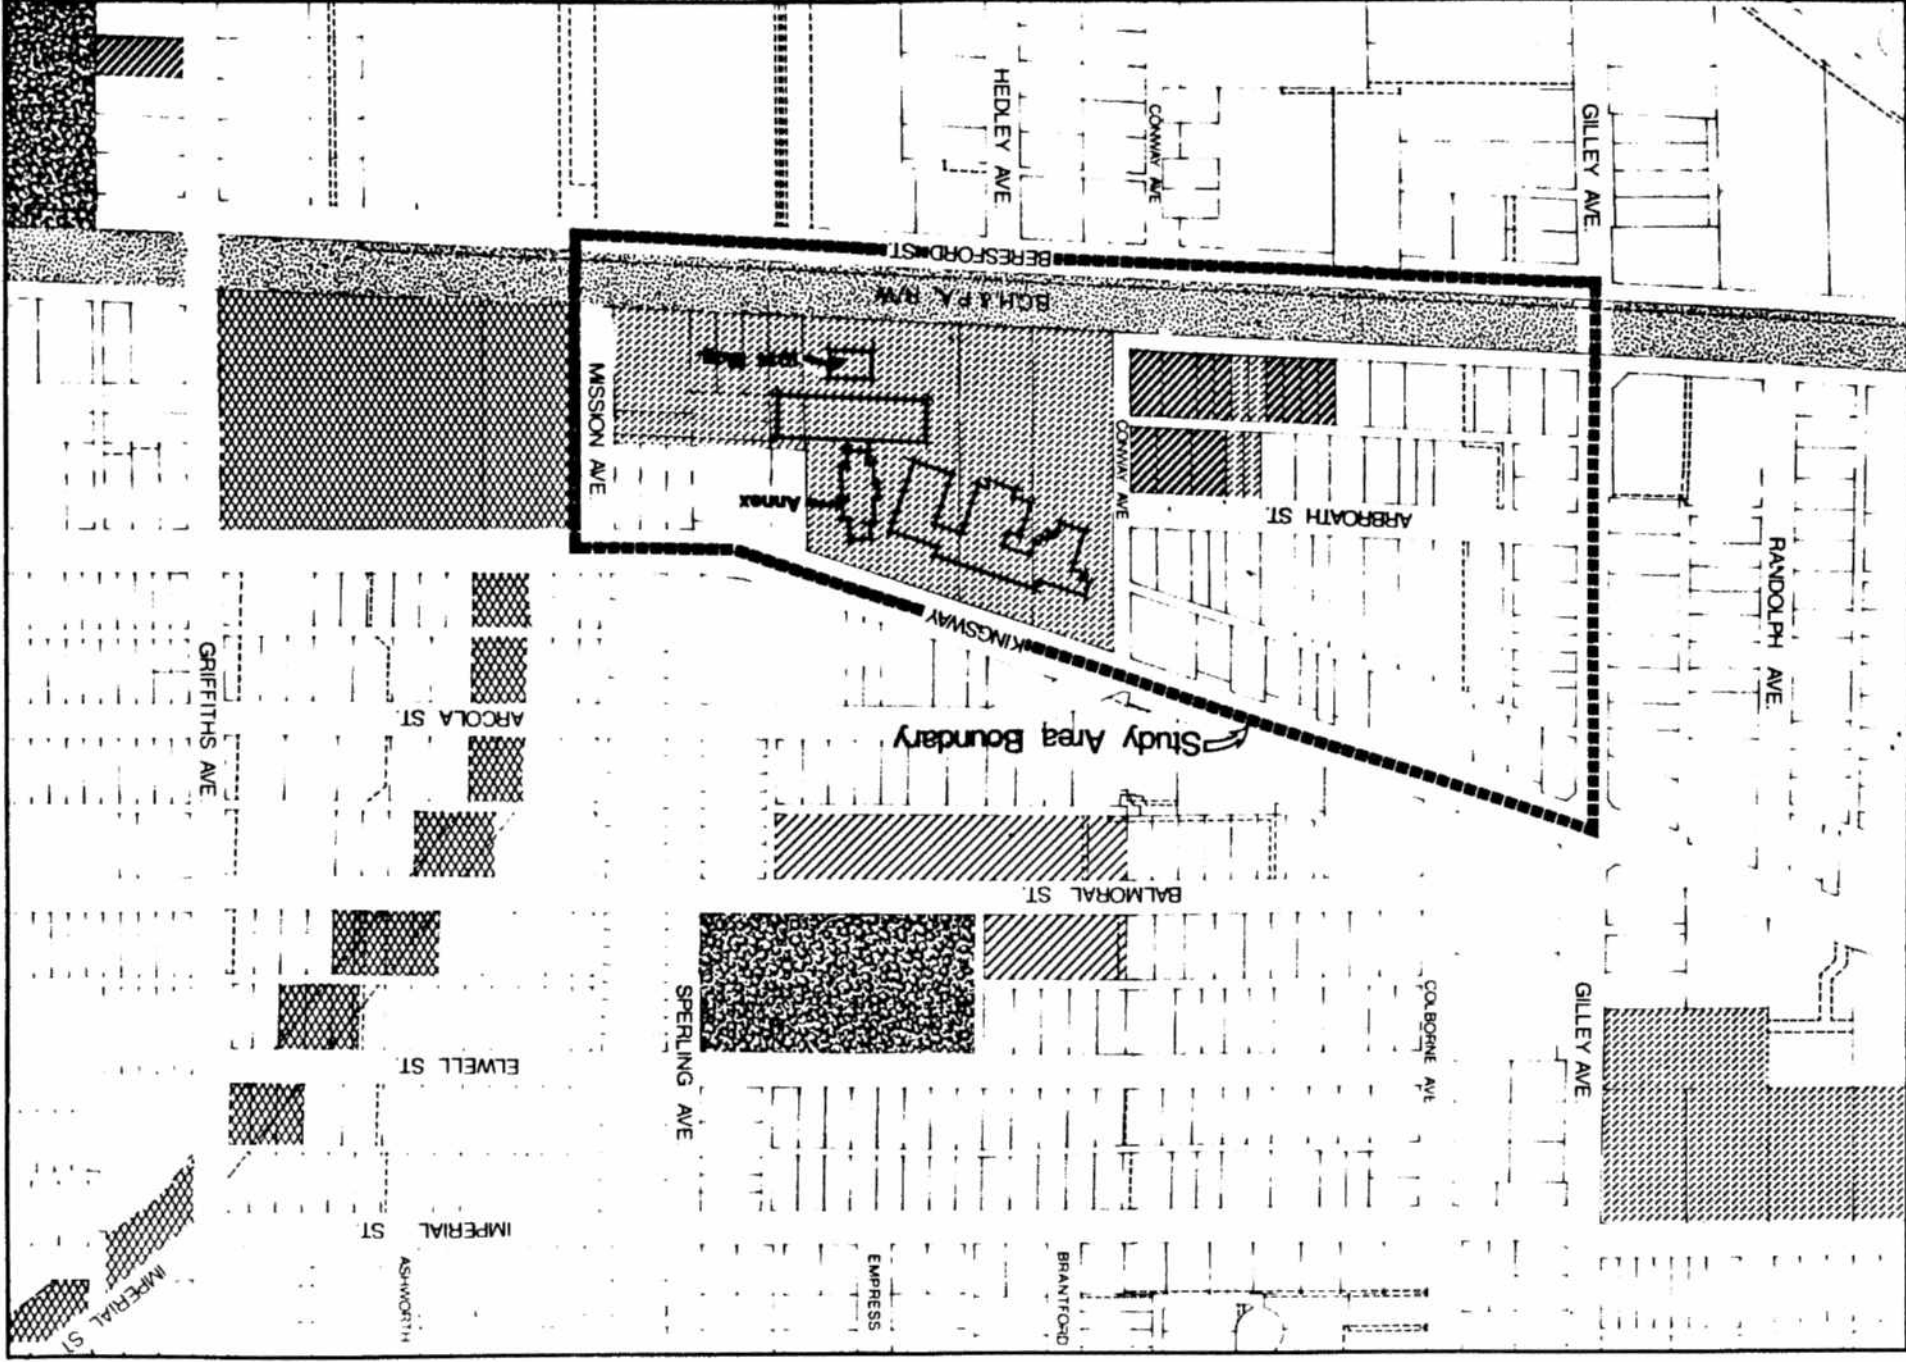 HEDLEY AVE.
CONWAY AVE
GILLEY AVE.
BERESFORD ST.
B.C.H.& P.A. R/W
MISSION AVE.
CONWAY AVE
Annex
ARBROATH ST.
RANDOLPH AVE.
KINGSWAY
Study Area Boundary
GRIFFITHS AVE.
ARCOLA ST.
BALMORAL ST.
SPERLING AVE
COLBORNE AVE
GILLEY AVE.
ELWELL ST.
IMPERIAL ST
IMPERIAL ST
ASHWORTH
EMPRESS
BRANTFORD